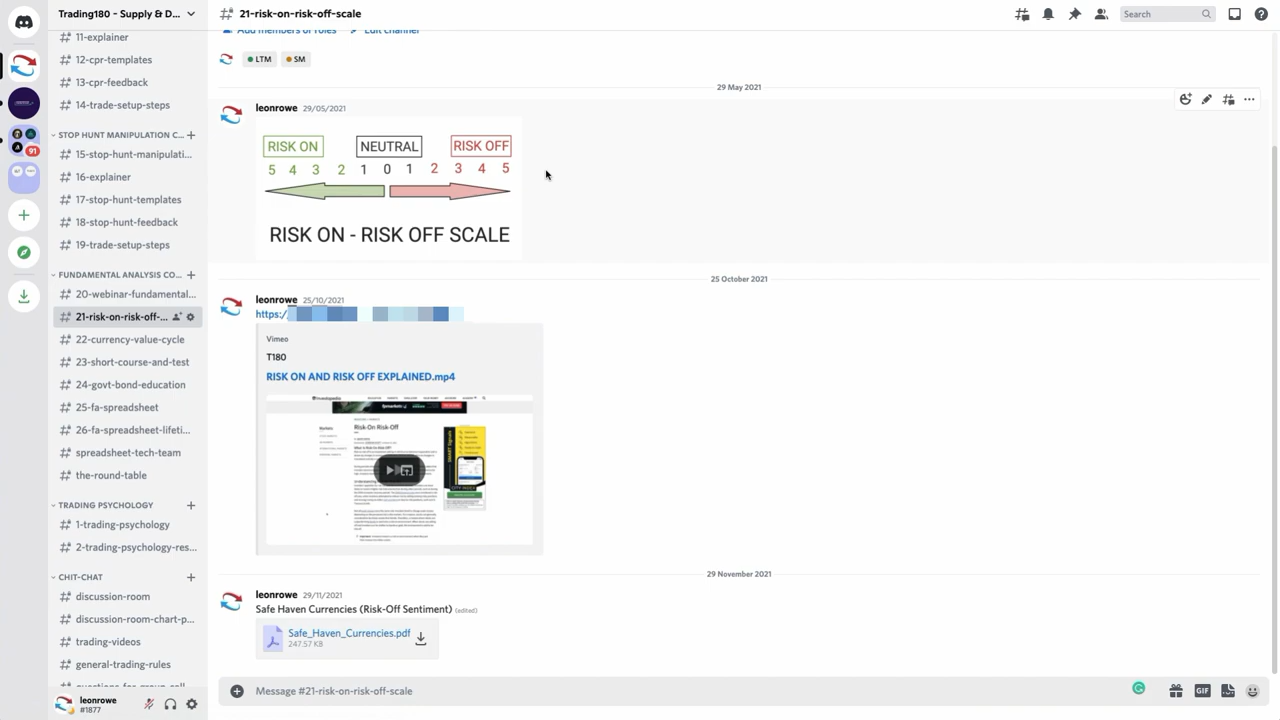 Trading180 - Supply & D...
11-explainer
12-cpr-templates
13-cpr-feedback
14-trade-setup-steps
STOP HUNT MANIPULATION C...
15-stop-hunt-manipulati...
16-explainer
17-stop-hunt-templates
18-stop-hunt-feedback
19-trade-setup-steps
FUNDAMENTAL ANALYSIS CO...
20-webinar-fundamental...
21-risk-on-risk-off-...
22-currency-value-cycle
23-short-course-and-test
24-govt-bond-education
25-fa-spreadsheet
26-fa-spreadsheet-lifeti...
spreadsheet-tech-team
the-round-table
TRADING-PSYCHOLOGY
1-trading-psychology
2-trading-psychology-res...
CHIT-CHAT
discussion-room
discussion-room-chart-p...
trading-videos
general-trading-rules
questions-for-group-call
leonrowe
#1877
91
21-risk-on-risk-off-scale
Search
Add members or roles
Edit channel
LTM
SM
29 May 2021
leonrowe 29/05/2021
RISK ON NEUTRAL RISK OFF
5 4 3 2 1 0 1 2 3 4 5
RISK ON - RISK OFF SCALE
25 October 2021
leonrowe 25/10/2021
https:/
Vimeo
T180
RISK ON AND RISK OFF EXPLAINED.mp4
Risk-On Risk-Off
29 November 2021
leonrowe 29/11/2021
Safe Haven Currencies (Risk-Off Sentiment) (edited)
Safe_Haven_Currencies.pdf
247.57 KB
Message #21-risk-on-risk-off-scale
GIF